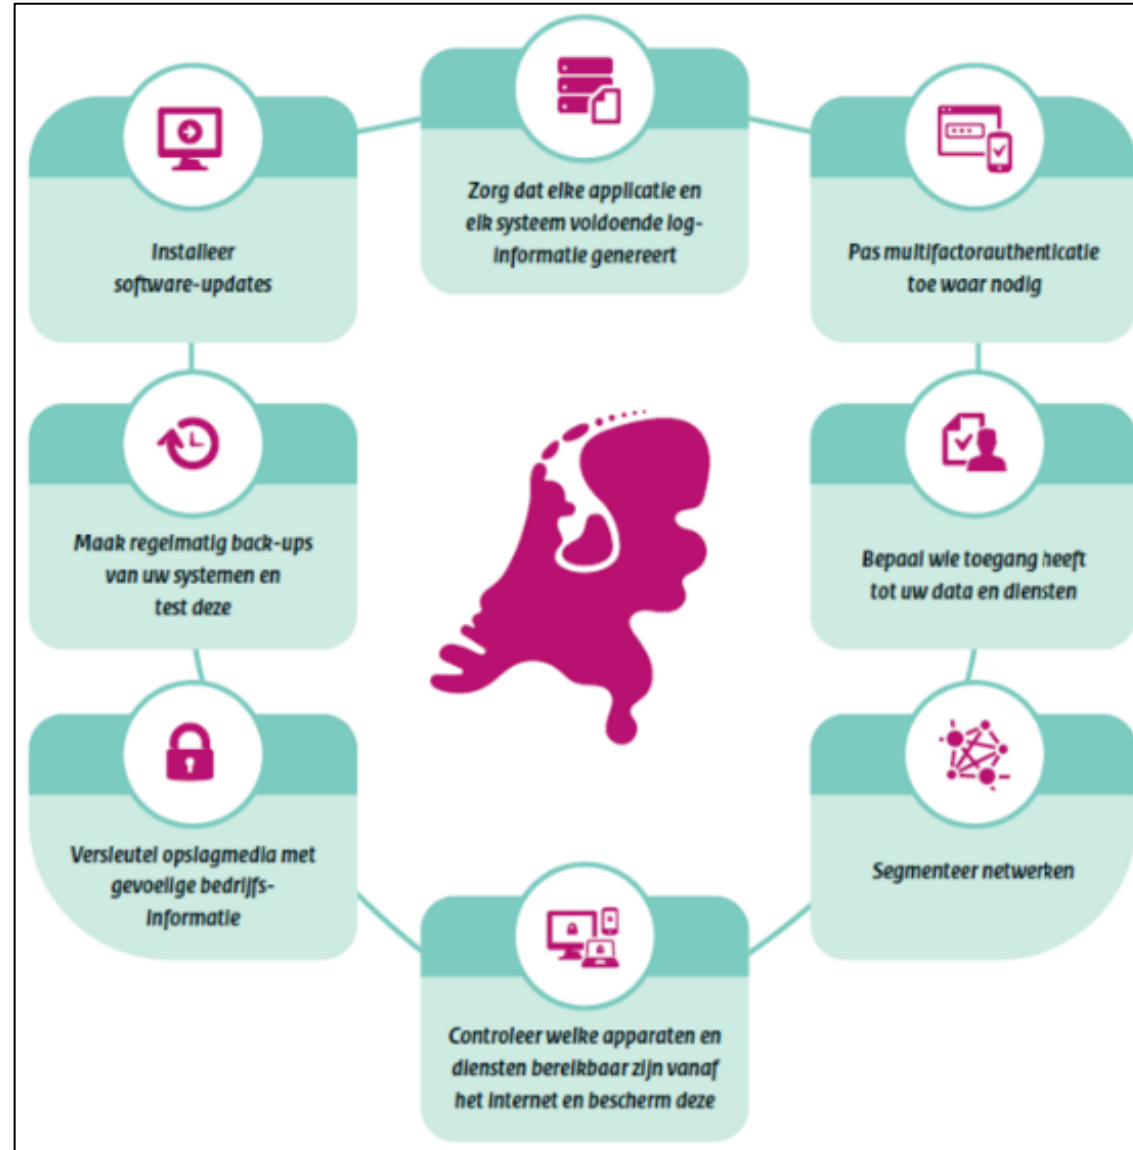 Zorg dat elke applicatie en
elk systeem voldoende log-
informatie genereert
Pas multifactorauthenticatie
toe waar nodig
Bepaal wie toegang heeft
tot uw data en diensten
Segmenteer netwerken
Controleer welke apparaten en
diensten bereikbaar zijn vanaf
het internet en bescherm deze
Versleutel opslagmedia met
gevoelige bedrijfs-
informatie
Maak regelmatig back-ups
van uw systemen en
test deze
Installeer
software-updates